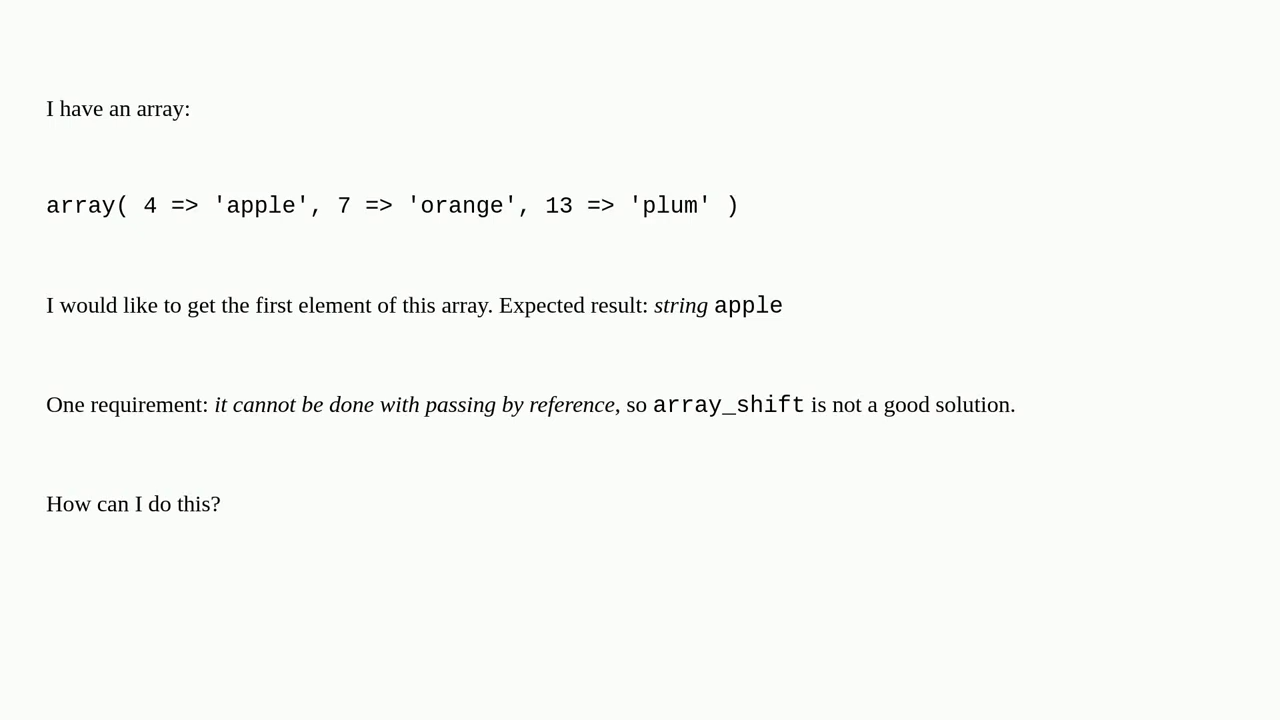 I have an array:
array( 4 => 'apple', 7 => 'orange', 13 => 'plum' )
I would like to get the first element of this array. Expected result: string apple
One requirement: it cannot be done with passing by reference, so array_shift is not a good solution.
How can I do this?